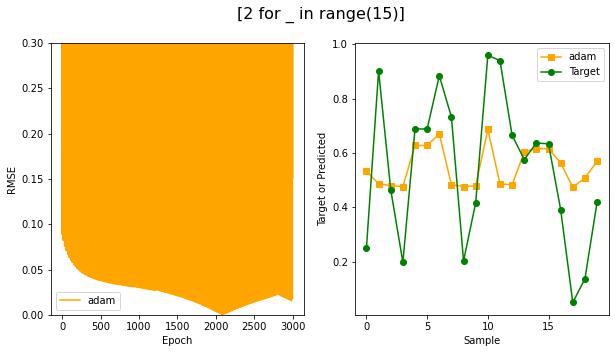 [2 for _ in range(15)]
0.30
0.25
0.20
0.15
0.10
0.05
0.00
RMSE
adam
0 500 1000 1500 2000 2500 3000
Epoch
1.0
0.8
0.6
0.4
0.2
Target or Predicted
adam
Target
0 5 10 15
Sample